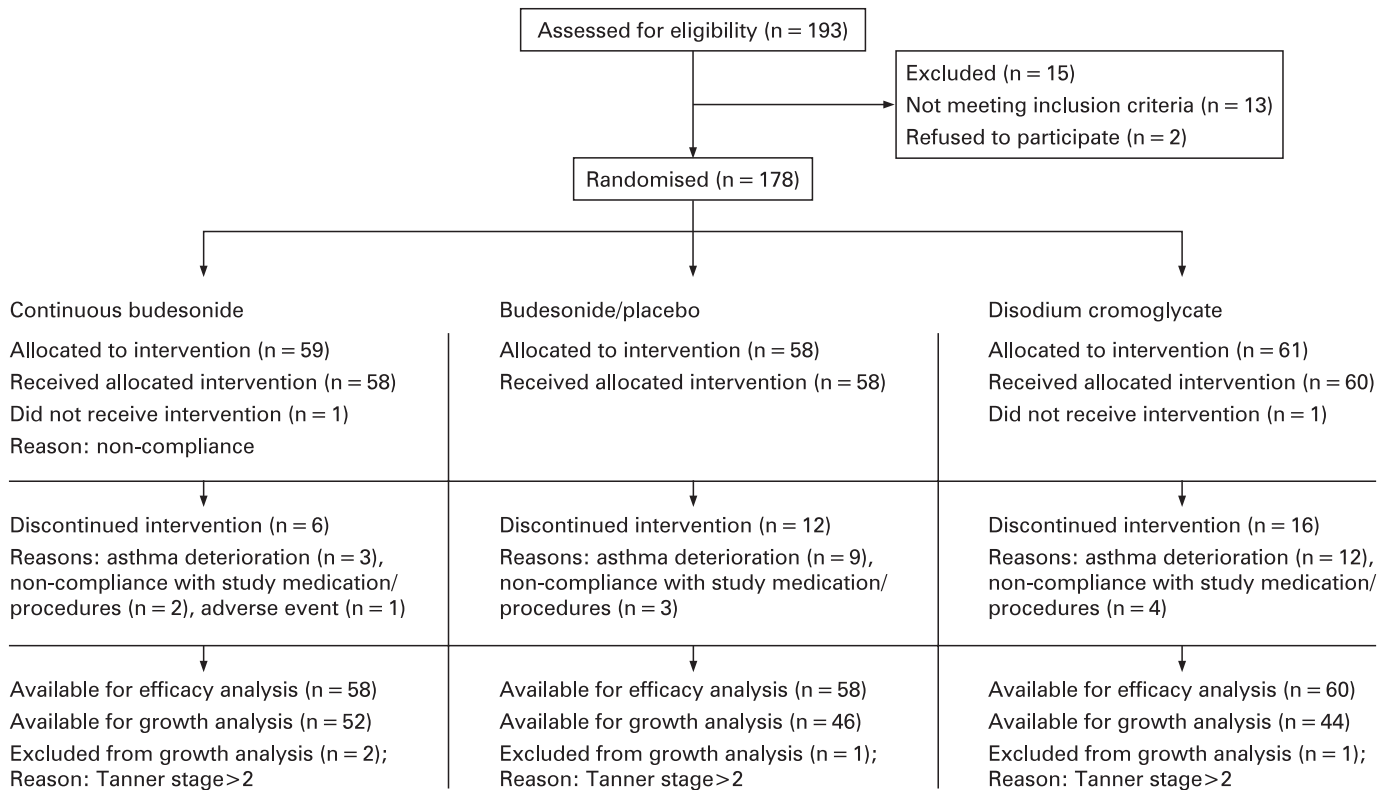 Assessed for eligibility (n = 193)
Excluded (n = 15)
Not meeting inclusion criteria (n = 13)
Refused to participate (n = 2)
Randomised (n = 178)
Continuous budesonide
Allocated to intervention (n = 59)
Received allocated intervention (n = 58)
Did not receive intervention (n = 1)
Reason: non-compliance
Budesonide/placebo
Allocated to intervention (n = 58)
Received allocated intervention (n = 58)
Disodium cromoglycate
Allocated to intervention (n = 61)
Received allocated intervention (n = 60)
Did not receive intervention (n = 1)
Discontinued intervention (n = 6)
Reasons: asthma deterioration (n = 3),
non-compliance with study medication/
procedures (n = 2), adverse event (n = 1)
Discontinued intervention (n = 12)
Reasons: asthma deterioration (n = 9),
non-compliance with study medication/
procedures (n = 3)
Discontinued intervention (n = 16)
Reasons: asthma deterioration (n = 12),
non-compliance with study medication/
procedures (n = 4)
Available for efficacy analysis (n = 58)
Available for growth analysis (n = 52)
Excluded from growth analysis (n = 2);
Reason: Tanner stage>2
Available for efficacy analysis (n = 58)
Available for growth analysis (n = 46)
Excluded from growth analysis (n = 1);
Reason: Tanner stage>2
Available for efficacy analysis (n = 60)
Available for growth analysis (n = 44)
Excluded from growth analysis (n = 1);
Reason: Tanner stage>2